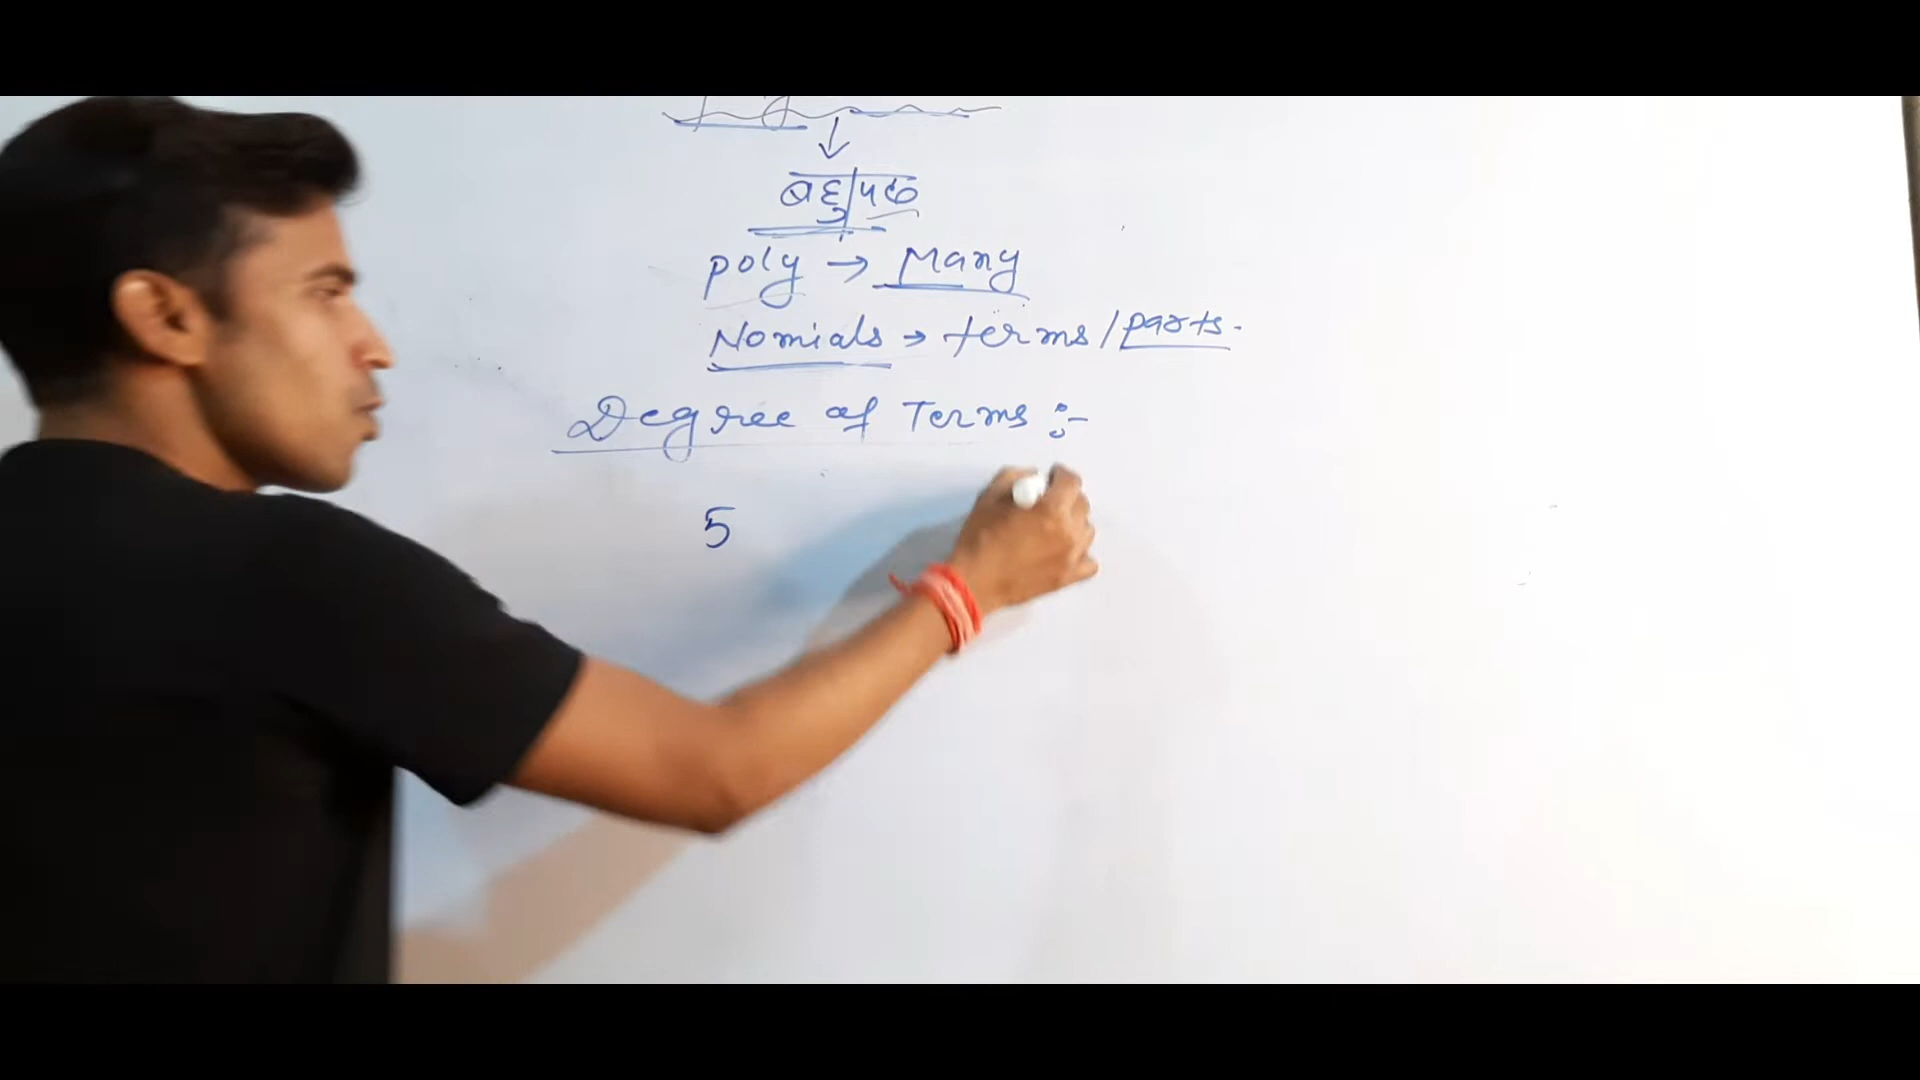 बहुपद
poly → Many
Nomials → terms/parts.
Degree of Terms :-
5